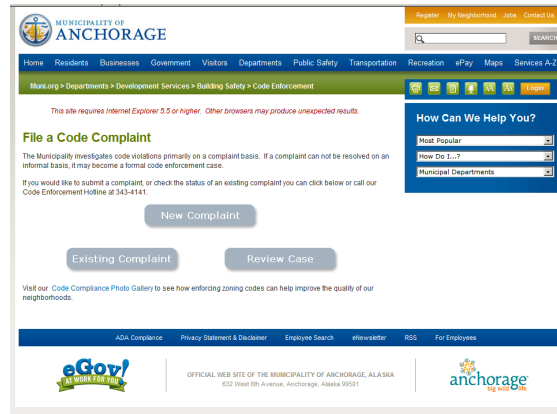 Register My Neighborhood Jobs Contact Us
MUNICIPALITY OF
ANCHORAGE
SEARCH
Home Residents Businesses Government Visitors Departments Public Safety Transportation Recreation ePay Maps Services A-Z
Muni.org > Departments > Development Services > Building Safety > Code Enforcement
AA AA Login
This site requires Internet Explorer 5.5 or higher. Other browsers may produce unexpected results.
How Can We Help You?
Most Popular
How Do I...?
Municipal Departments
File a Code Complaint
The Municipality investigates code violations primarily on a complaint basis. If a complaint can not be resolved on an
informal basis, it may become a formal code enforcement case.
If you would like to submit a complaint, or check the status of an existing complaint you can click below or call our
Code Enforcement Hotline at 343-4141.
New Complaint
Existing Complaint Review Case
Visit our Code Compliance Photo Gallery to see how enforcing zoning codes can help improve the quality of our
neighborhoods.
ADA Compliance Privacy Statement & Disclaimer Employee Search eNewsletter RSS For Employees
eGov!
AT WORK FOR YOU
OFFICIAL WEB SITE OF THE MUNICIPALITY OF ANCHORAGE, ALASKA
632 West 6th Avenue, Anchorage, Alaska 99501
anchorage
big wild life